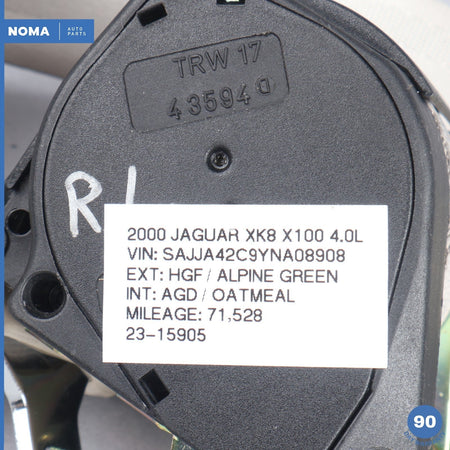 NOMA AUTO PARTS
TRW 17
43594 D
RL
2000 JAGUAR XK8 X100 4.0L
VIN: SAJJA42C9YNA08908
EXT: HGF / ALPINE GREEN
INT: AGD / OATMEAL
MILEAGE: 71,528
23-15905
90